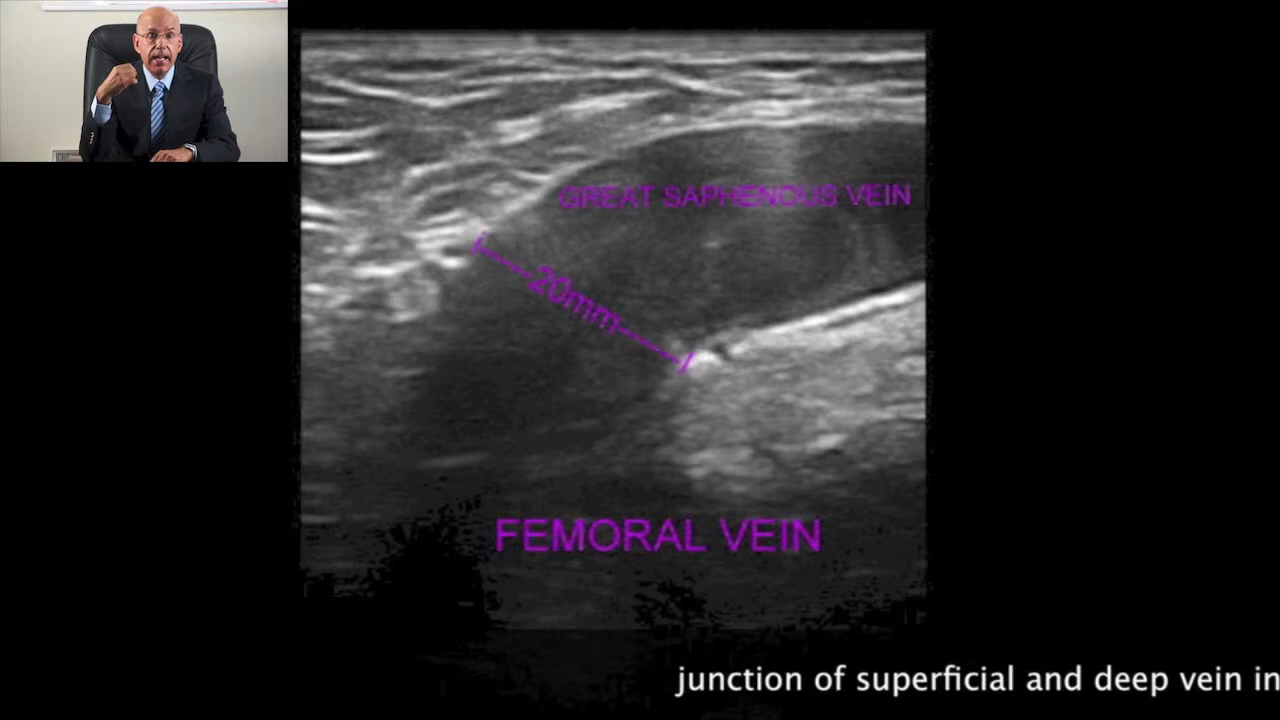 GREAT SAPHENOUS VEIN
20mm
FEMORAL VEIN
junction of superficial and deep vein in